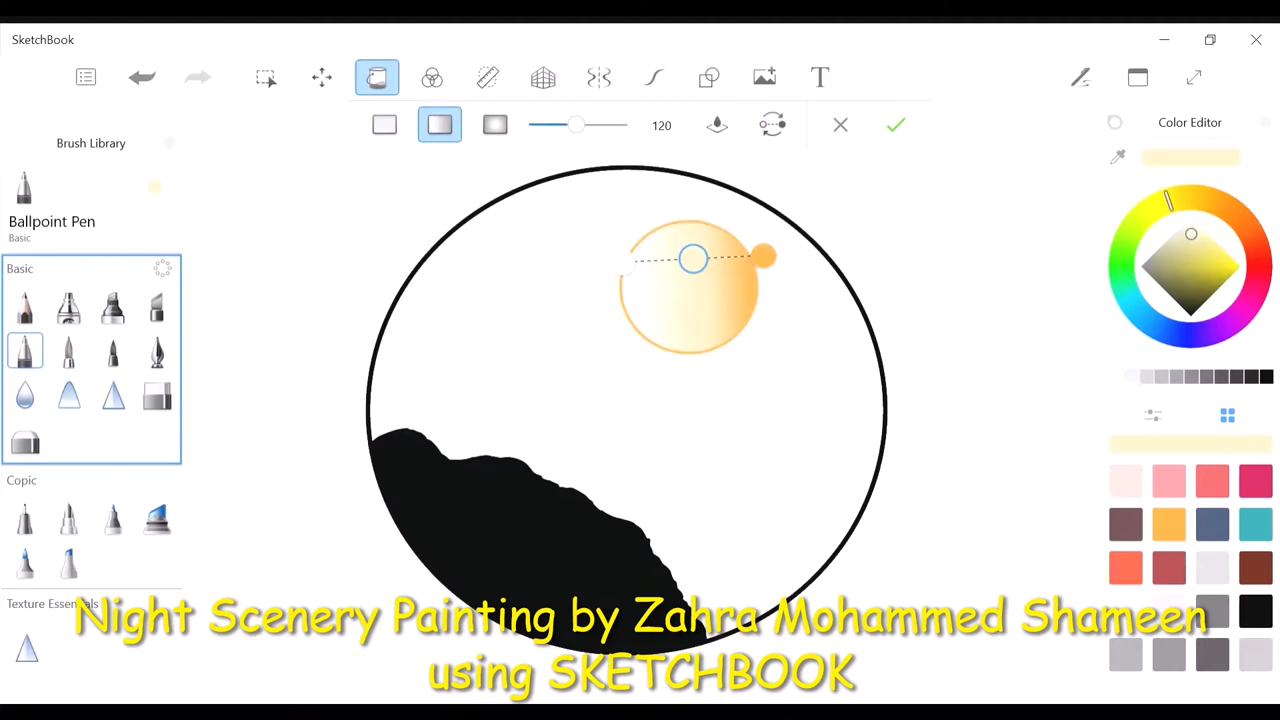 SketchBook
T
120
Brush Library
Color Editor
Ballpoint Pen
Basic
Basic
Copic
Texture Essentials
Night Scenery Painting by Zahra Mohammed Shameen
using SKETCHBOOK